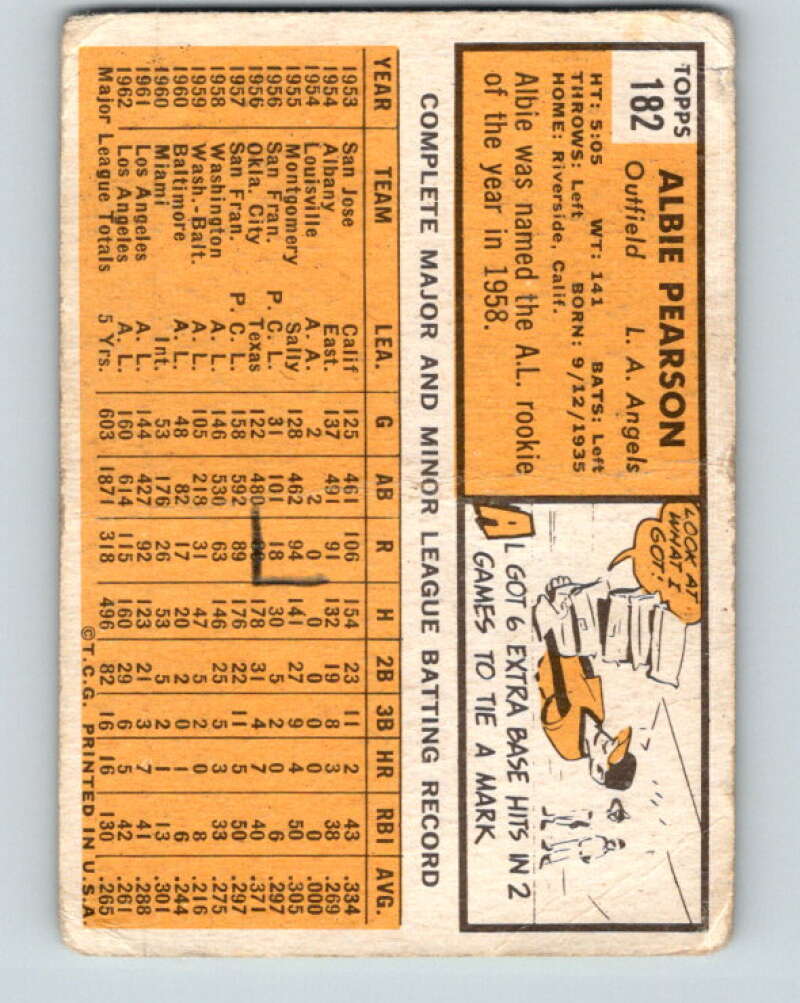 TOPPS
182
ALBIE PEARSON
Outfield L. A. Angels
HT: 5:05 WT: 141 BATS: Left
THROWS: Left BORN: 9/12/1935
HOME: Riverside, Calif.
Albie was named the A.L. rookie
of the year in 1958.
LOOK AT
WHAT I
GOT!
AL GOT 6 EXTRA BASE HITS IN 2
GAMES TO TIE A MARK
COMPLETE MAJOR AND MINOR LEAGUE BATTING RECORD
YEAR TEAM LEA. G AB R H 2B 3B HR RBI AVG.
1953 San Jose Calif 125 461 106 154 23 11 2 43 .334
1954 Albany East. 137 491 91 132 19 8 3 38 .269
1954 Louisville A. A. 2 2 0 0 0 0 0 0 .000
1955 Montgomery Sally 128 462 94 141 27 9 4 50 .305
1956 San Fran. P. C. L. 31 101 18 30 5 2 0 6 .297
1956 Okla. City Texas 122 480 178 31 4 7 40 .371
1957 San Fran. P. C. L. 158 592 89 176 22 11 5 50 .297
1958 Washington A. L. 146 530 63 146 25 5 3 33 .275
1959 Wash.-Balt. A. L. 105 218 31 47 5 2 0 8 .216
1960 Baltimore A. L. 48 82 17 20 2 0 1 6 .244
1960 Miami Int. 53 176 26 53 5 2 1 13 .301
1961 Los Angeles A. L. 144 427 92 123 21 3 7 41 .288
1962 Los Angeles A. L. 160 614 115 160 29 6 5 42 .261
Major League Totals 5 Yrs. 603 1871 318 496 82 16 16 130 .265
©T.C.G. PRINTED IN U.S.A.